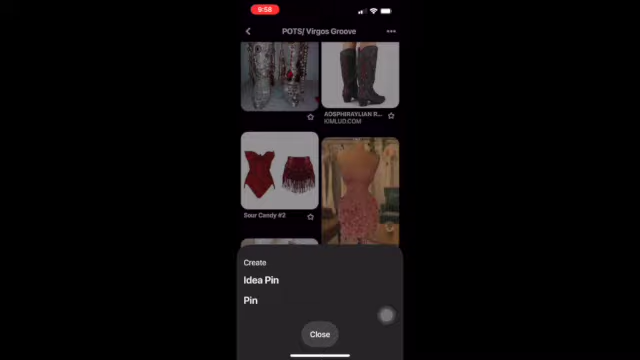 9:58
POTS/ Virgos Groove
AOSPHIRAYLIAN R...
KIMLUD.COM
Sour Candy #2
Create
Idea Pin
Pin
Close